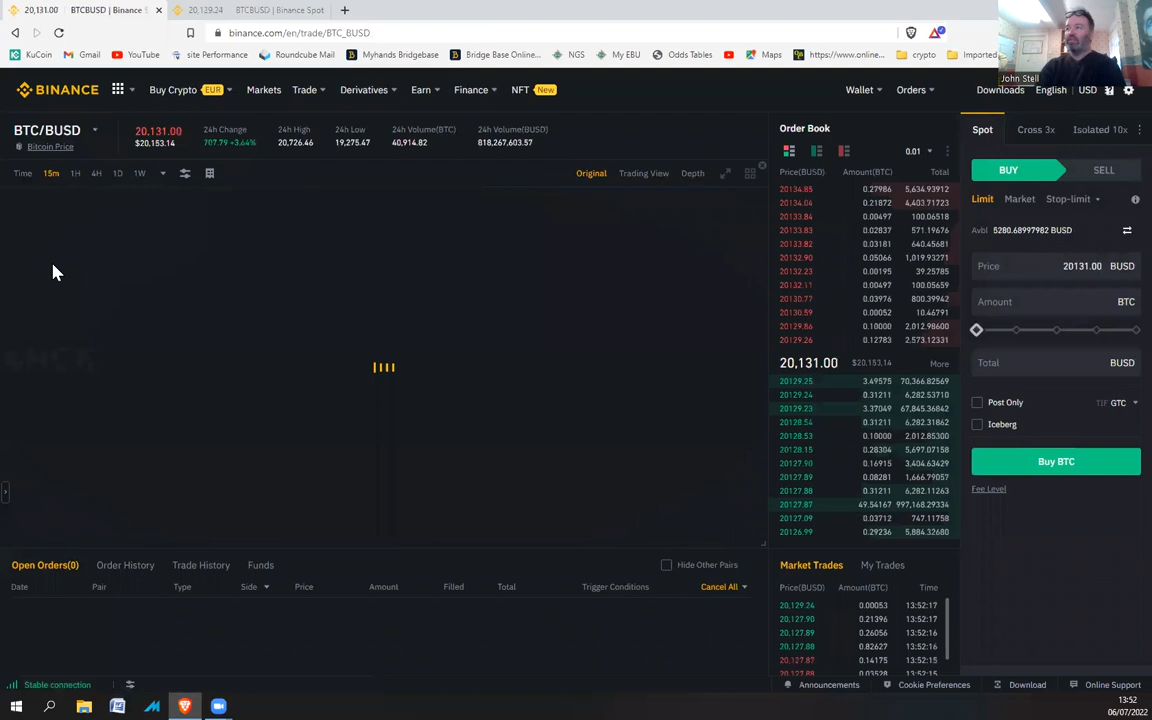 20,131.00 BTCBUSD | Binance S
20,129.24 BTCBUSD | Binance Spot
binance.com/en/trade/BTC_BUSD
KuCoin Gmail YouTube site Performance Roundcube Mail Myhands Bridgebase Bridge Base Online... NGS My EBU Odds Tables Maps https://www.online... crypto Imported
John Stell
BINANCE Buy Crypto EUR Markets Trade Derivatives Earn Finance NFT New Wallet Orders Downloads English USD
BTC/BUSD
Bitcoin Price
20,131.00
$20,153.14
24h Change
707.79 +3.64%
24h High
20,726.46
24h Low
19,275.47
24h Volume(BTC)
40,914.82
24h Volume(BUSD)
818,267,603.57
Time 15m 1H 4H 1D 1W Original Trading View Depth
Order Book
0.01
Price(BUSD) Amount(BTC) Total
20134.85 0.27986 5,634.93912
20134.04 0.21872 4,403.71723
20133.84 0.00497 100.06518
20133.83 0.02837 571.19676
20133.82 0.03181 640.45681
20132.90 0.05066 1,019.93271
20132.23 0.00195 39.25785
20132.11 0.00497 100.05659
20130.77 0.03976 800.39942
20130.59 0.00052 10.46791
20129.86 0.10000 2,012.98600
20129.26 0.12783 2,573.12331
20,131.00 $20,153.14 More
20129.25 3.49575 70,366.82569
20129.24 0.31211 6,282.53710
20129.23 3.37049 67,845.36842
20128.54 0.31211 6,282.31861
20128.53 0.10000 2,012.85300
20128.15 0.28304 5,697.07158
20127.90 0.16915 3,404.63429
20127.89 0.08281 1,666.79057
20127.88 0.31211 6,282.11263
20127.87 49.54167 997,168.29334
20127.09 0.03712 747.11758
20126.99 0.29236 5,884.32680
Spot Cross 3x Isolated 10x
BUY SELL
Limit Market Stop-limit
Avbl 5280.68997982 BUSD
Price 20131.00 BUSD
Amount BTC
Total BUSD
Post Only TIF GTC
Iceberg
Buy BTC
Fee Level
Open Orders(0) Order History Trade History Funds Hide Other Pairs
Date Pair Type Side Price Amount Filled Total Trigger Conditions Cancel All
Market Trades My Trades
Price(BUSD) Amount(BTC) Time
20,129.24 0.00053 13:52:17
20,127.90 0.21396 13:52:17
20,127.89 0.26056 13:52:16
20,127.88 0.82627 13:52:16
20,127.87 0.14175 13:52:15
Stable connection Announcements Cookie Preferences Download Online Support
13:52
06/07/2022